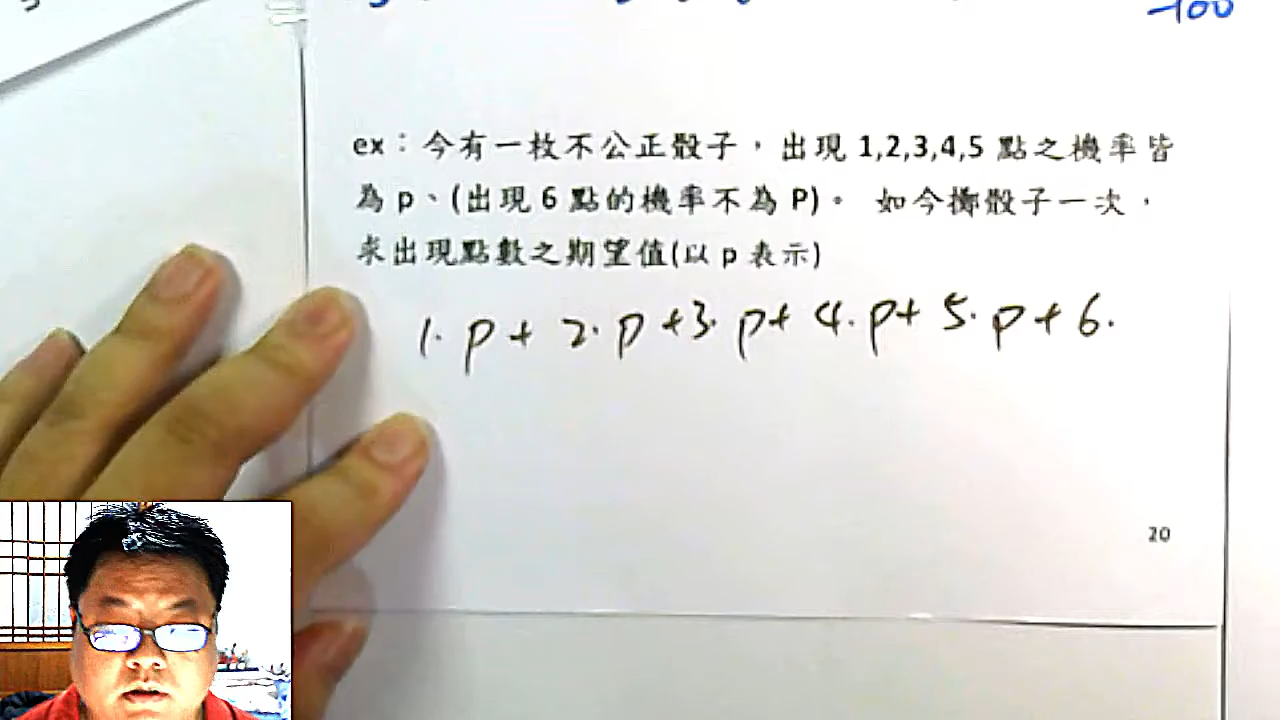 -100
ex：今有一枚不公正骰子，出現 1,2,3,4,5 點之機率皆
為 p、(出現 6 點的機率不為 P)。 如今擲骰子一次，
求出現點數之期望值(以 p 表示)
1. p + 2. p + 3. p + 4. p + 5. p + 6.
20